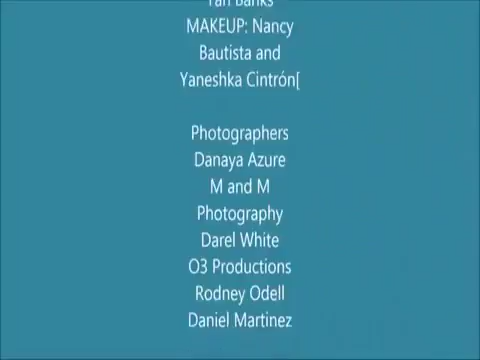 Banks
MAKEUP: Nancy
Bautista and
Yaneshka Cintrón[
Photographers
Danaya Azure
M and M
Photography
Darel White
O3 Productions
Rodney Odell
Daniel Martinez